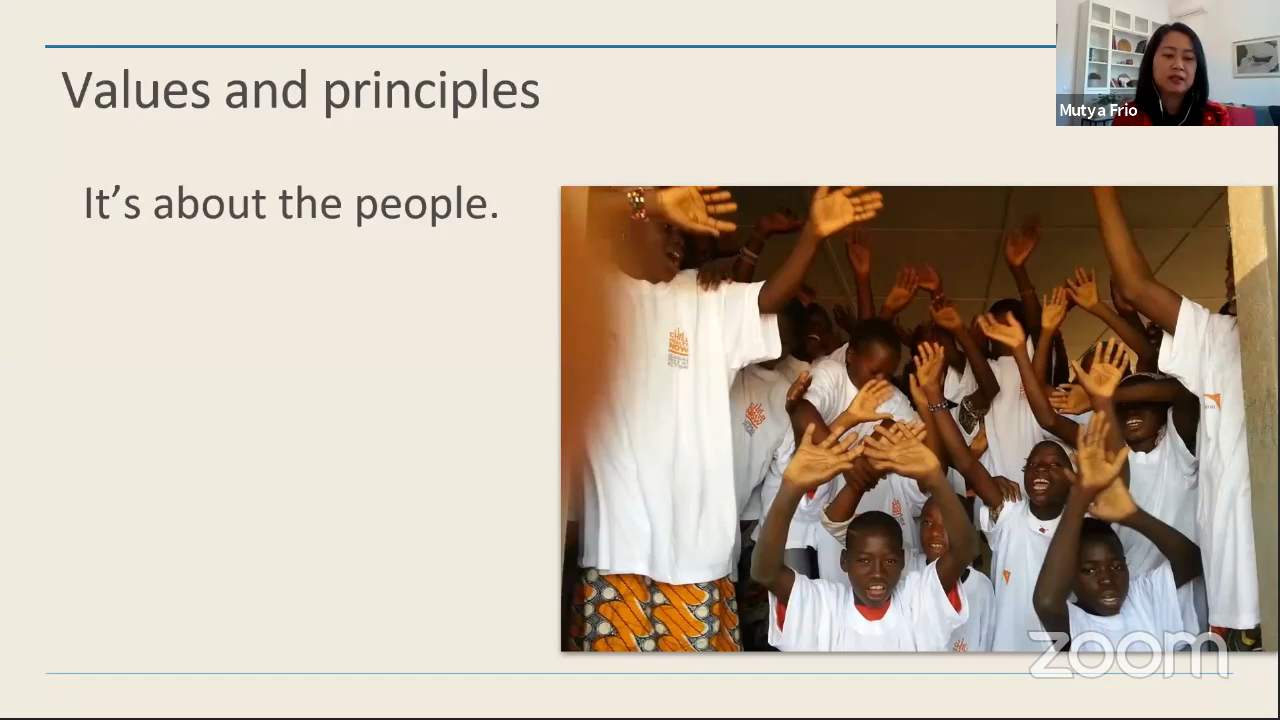 Values and principles
Mutya Frio
It’s about the people.
zoom